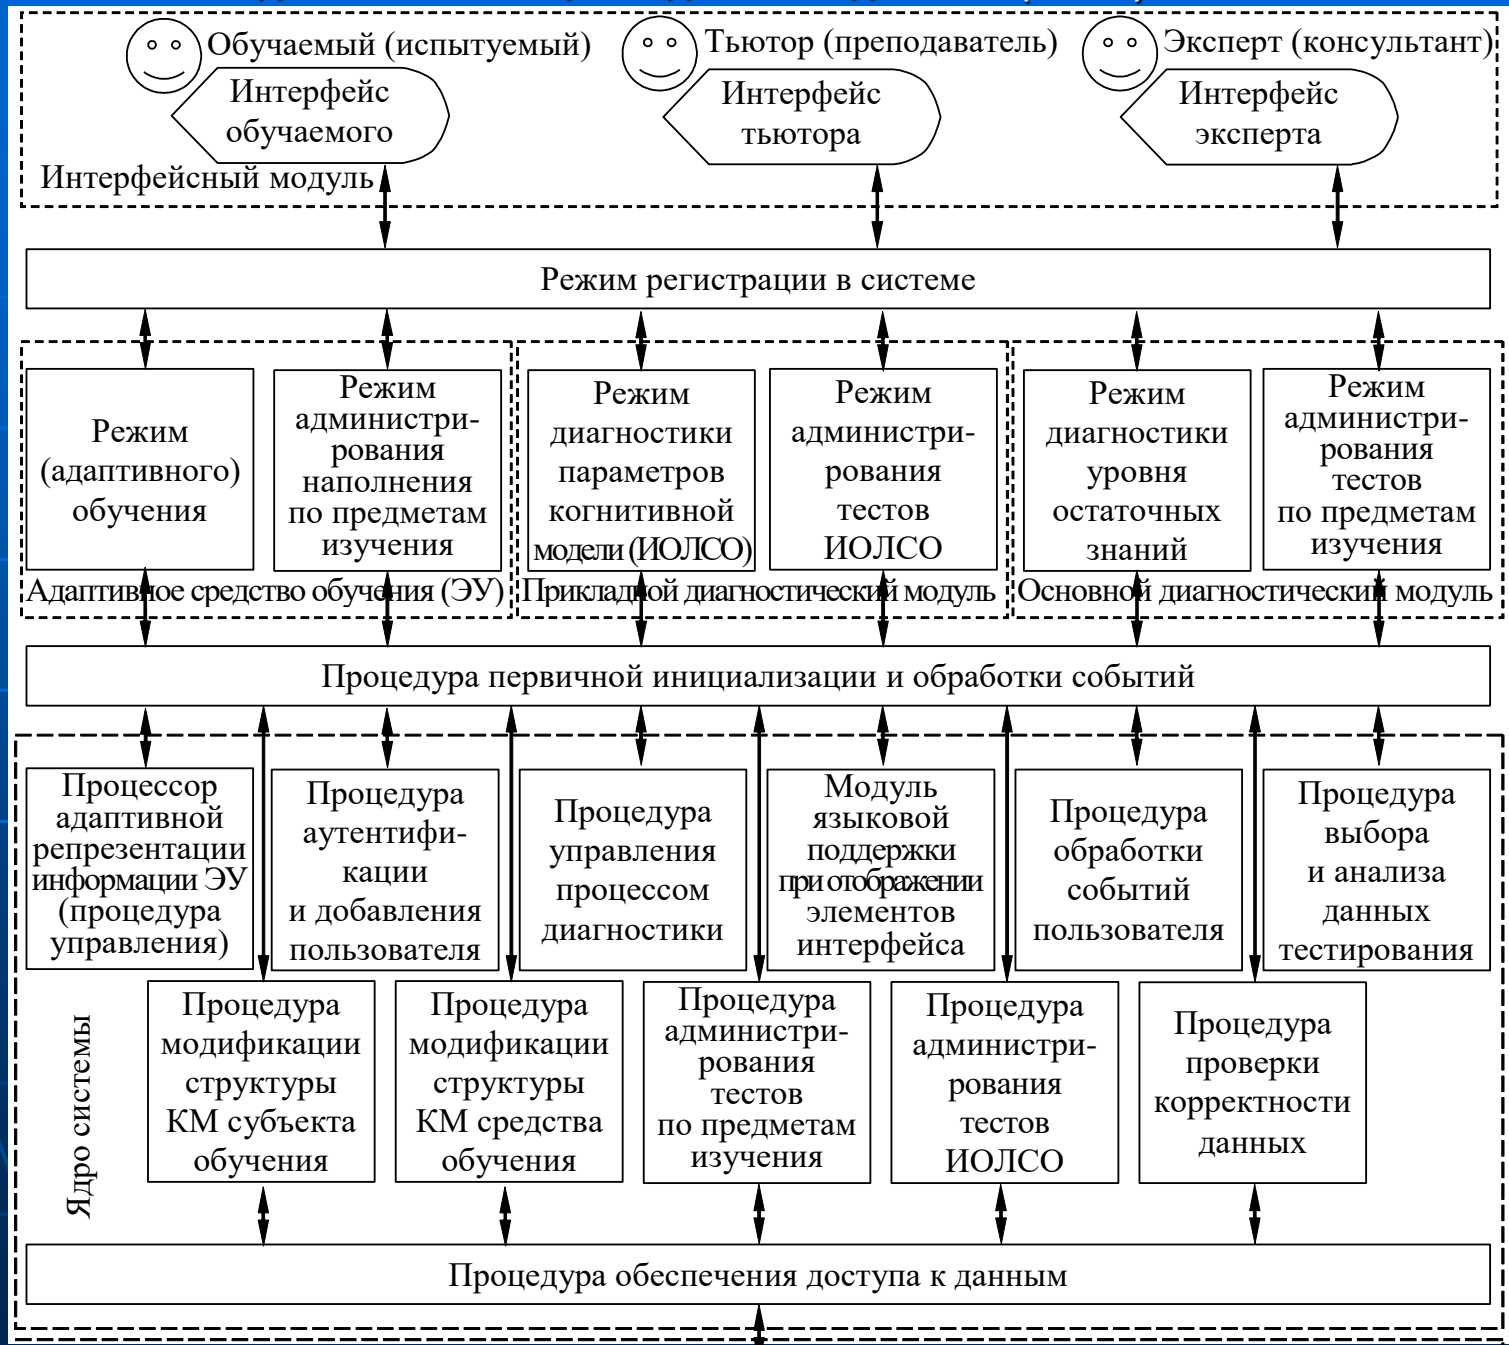 Обучаемый (испытуемый)
Тьютор (преподаватель)
Эксперт (консультант)
Интерфейс
обучаемого
Интерфейс
тьютора
Интерфейс
эксперта
Интерфейсный модуль
Режим регистрации в системе
Режим
(адаптивного)
обучения
Режим
администри-
рования
наполнения
по предметам
изучения
Режим
диагностики
параметров
когнитивной
модели (ИОЛСО)
Режим
администри-
рования
тестов
ИОЛСО
Режим
диагностики
уровня
остаточных
знаний
Режим
администри-
рования
тестов
по предметам
изучения
Адаптивное средство обучения (ЭУ)
Прикладной диагностический модуль
Основной диагностический модуль
Процедура первичной инициализации и обработки событий
Процессор
адаптивной
репрезентации
информации ЭУ
(процедура
управления)
Процедура
аутентифи-
кации
и добавления
пользователя
Процедура
управления
процессом
диагностики
Модуль
языковой
поддержки
при отображении
элементов
интерфейса
Процедура
обработки
событий
пользователя
Процедура
выбора
и анализа
данных
тестирования
Ядро системы
Процедура
модификации
структуры
КМ субъекта
обучения
Процедура
модификации
структуры
КМ средства
обучения
Процедура
администри-
рования
тестов
по предметам
изучения
Процедура
администри-
рования
тестов
ИОЛСО
Процедура
проверки
корректности
данных
Процедура обеспечения доступа к данным